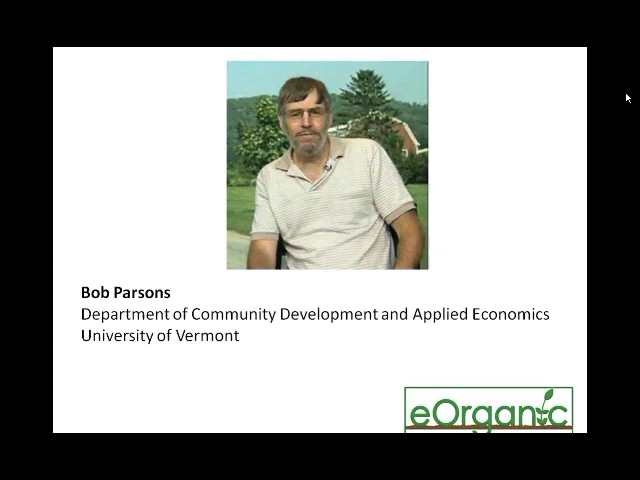 Bob Parsons
Department of Community Development and Applied Economics
University of Vermont
eOrganic